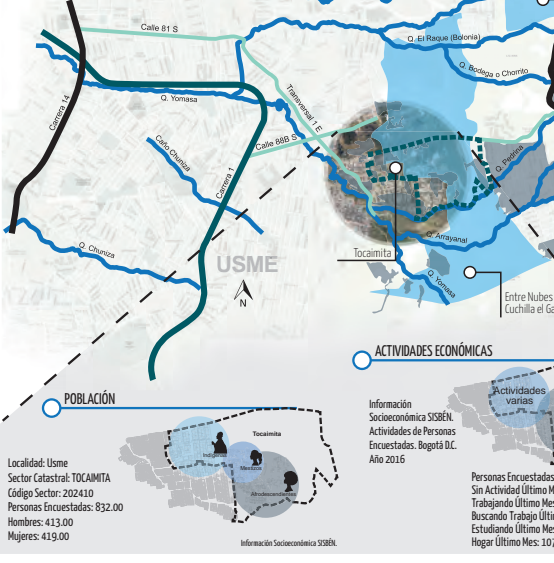 Calle 81 S
Q. El Raque (Bolonia)
Q. Bodega o Chorrito
Carrera 14
Q. Yomasa
Transversal 1 E
Calle 88B S
Caño Chuniza
Carrera 1
Q. Pedrina
Q. Chuniza
USME
N
Tocaimita
Q. Arrayanal
Q. Yomasa
Entre Nubes
Cuchilla el Ga
POBLACIÓN
Localidad: Usme
Sector Catastral: TOCAIMITA
Código Sector: 202410
Personas Encuestadas: 832.00
Hombres: 413.00
Mujeres: 419.00
Tocaimita
Indígenas
Mestizos
Afrodescendientes
Información Socioeconómica SISBÉN.
ACTIVIDADES ECONÓMICAS
Información
Socioeconómica SISBÉN.
Actividades de Personas
Encuestadas. Bogotá D.C.
Año 2016
Actividades
varias
Personas Encuestadas
Sin Actividad Último M
Trabajando Último Mes
Buscando Trabajo Últi
Estudiando Último Mes
Hogar Último Mes: 107